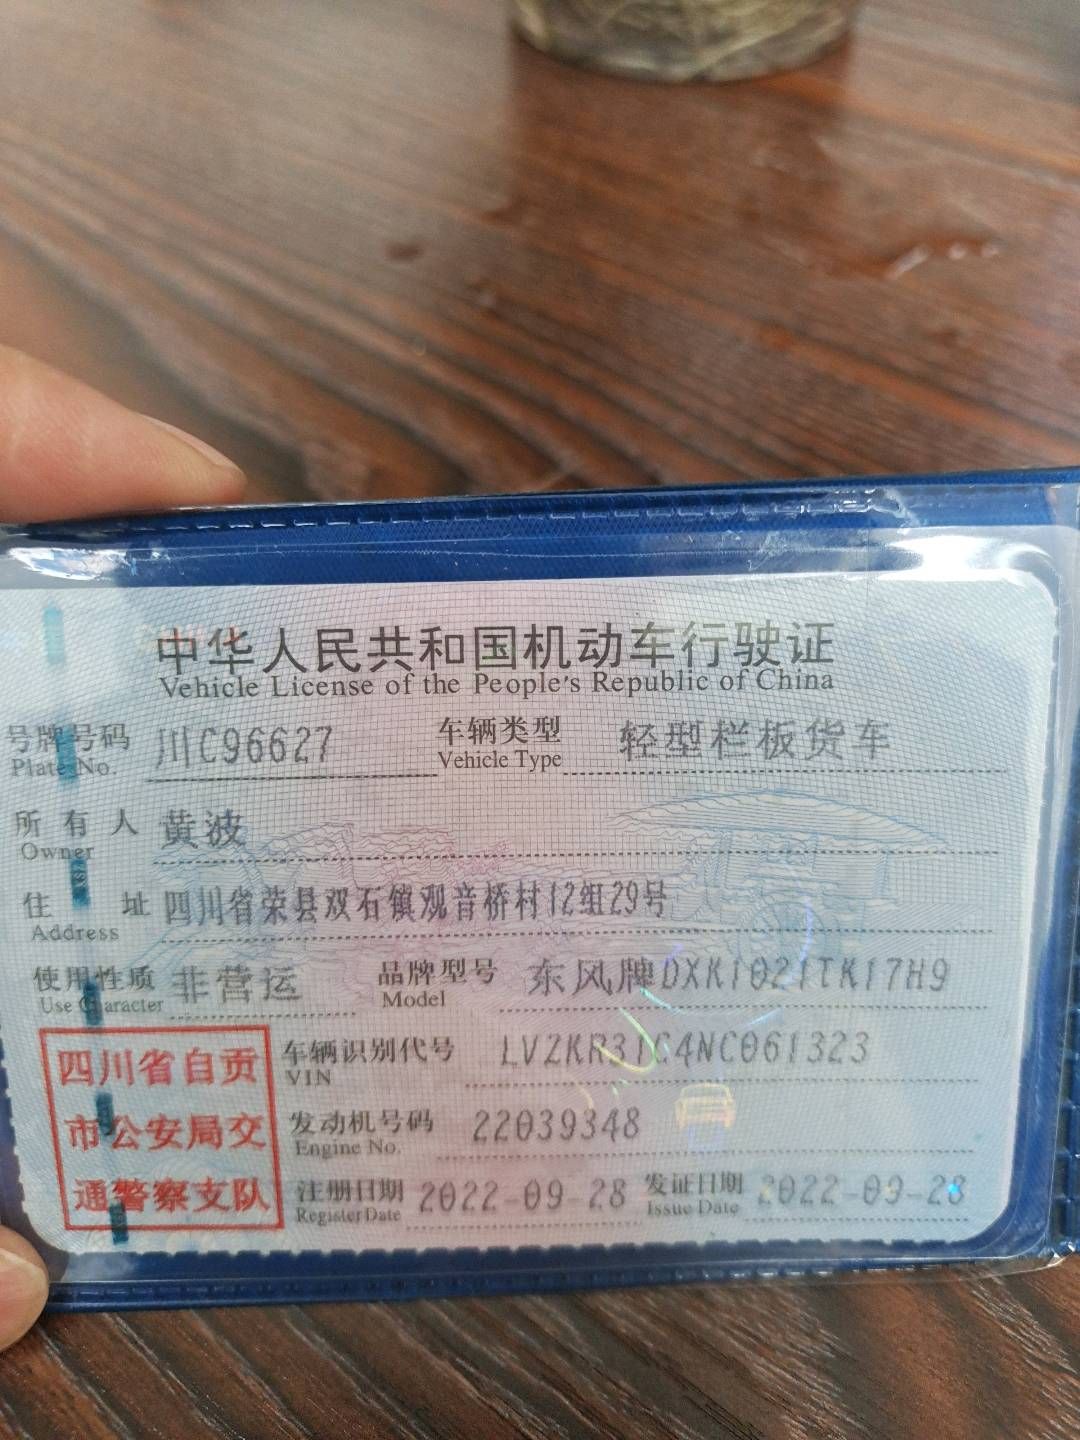 中华人民共和国机动车行驶证
Vehicle License of the People's Republic of China
号牌号码 川C96627 车辆类型 轻型栏板货车
Plate No. Vehicle Type
所有人 黄波
Owner
住址 四川省荣县双石镇观音桥村12组29号
Address
使用性质 非营运 品牌型号 东风牌DXK1021TK17H9
Use Character Model
四川省自贡 车辆识别代号 LVZKR31G4NC061323
VIN
市公安局交 发动机号码 22039348
Engine No.
通警察支队 注册日期 2022-09-28 发证日期 2022-09-28
Register Date Issue Date